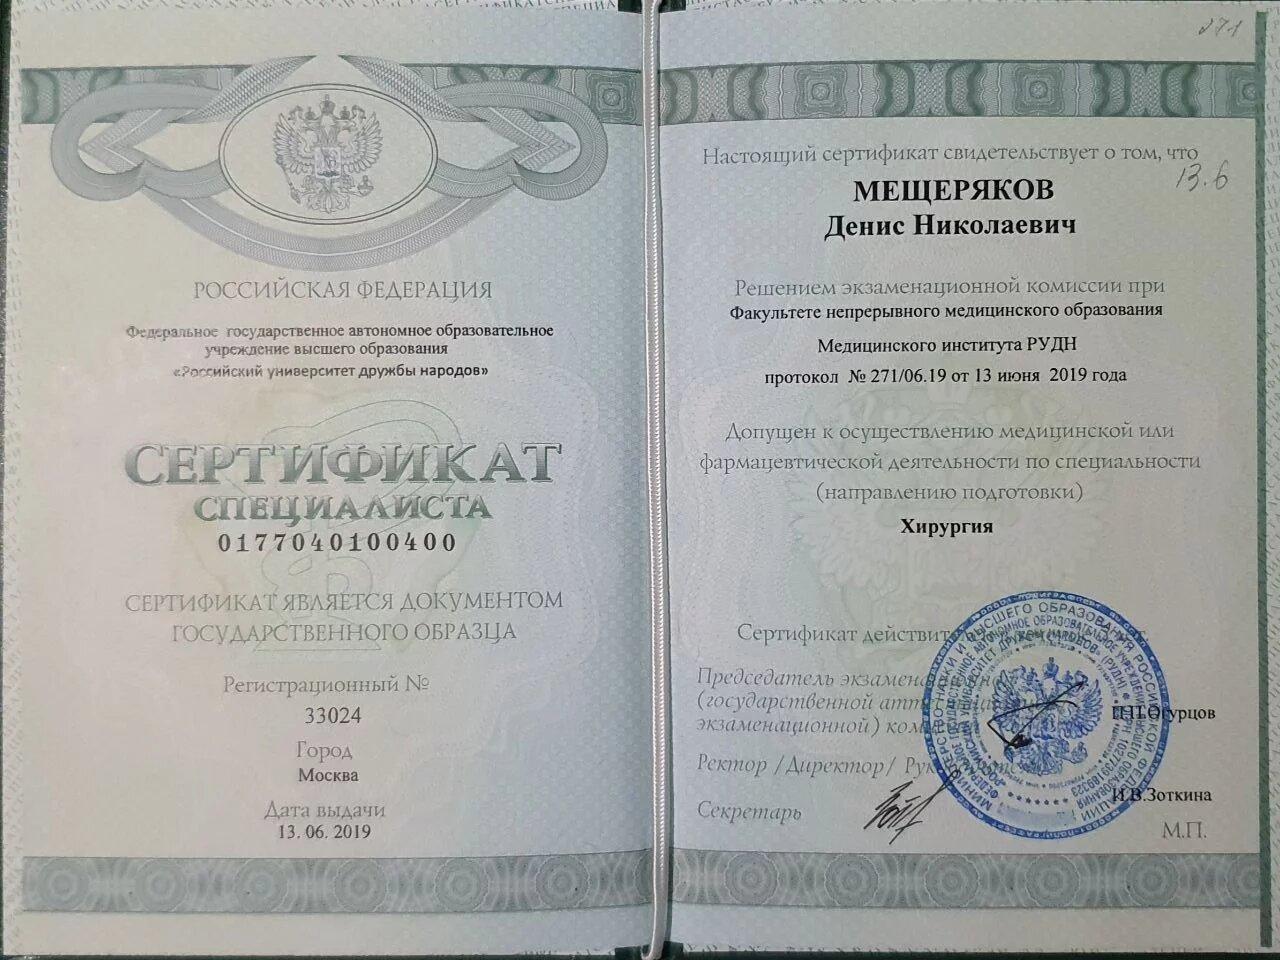 РОССИЙСКАЯ ФЕДЕРАЦИЯ
Федеральное государственное автономное образовательное
учреждение высшего образования
«Российский университет дружбы народов»
СЕРТИФИКАТ
СПЕЦИАЛИСТА
0177040100400
СЕРТИФИКАТ ЯВЛЯЕТСЯ ДОКУМЕНТОМ
ГОСУДАРСТВЕННОГО ОБРАЗЦА
Регистрационный №
33024
Город
Москва
Дата выдачи
13. 06. 2019
271
Настоящий сертификат свидетельствует о том, что
13.6
МЕЩЕРЯКОВ
Денис Николаевич
Решением экзаменационной комиссии при
Факультете непрерывного медицинского образования
Медицинского института РУДН
протокол № 271/06.19 от 13 июня 2019 года
Допущен к осуществлению медицинской или
фармацевтической деятельности по специальности
(направлению подготовки)
Хирургия
Сертификат действит
Председатель экзамен
(государственной атт
экзаменационной) ком
Огурцов
Ректор /Директор/ Рук
И.В.Зоткина
Секретарь
М.П.